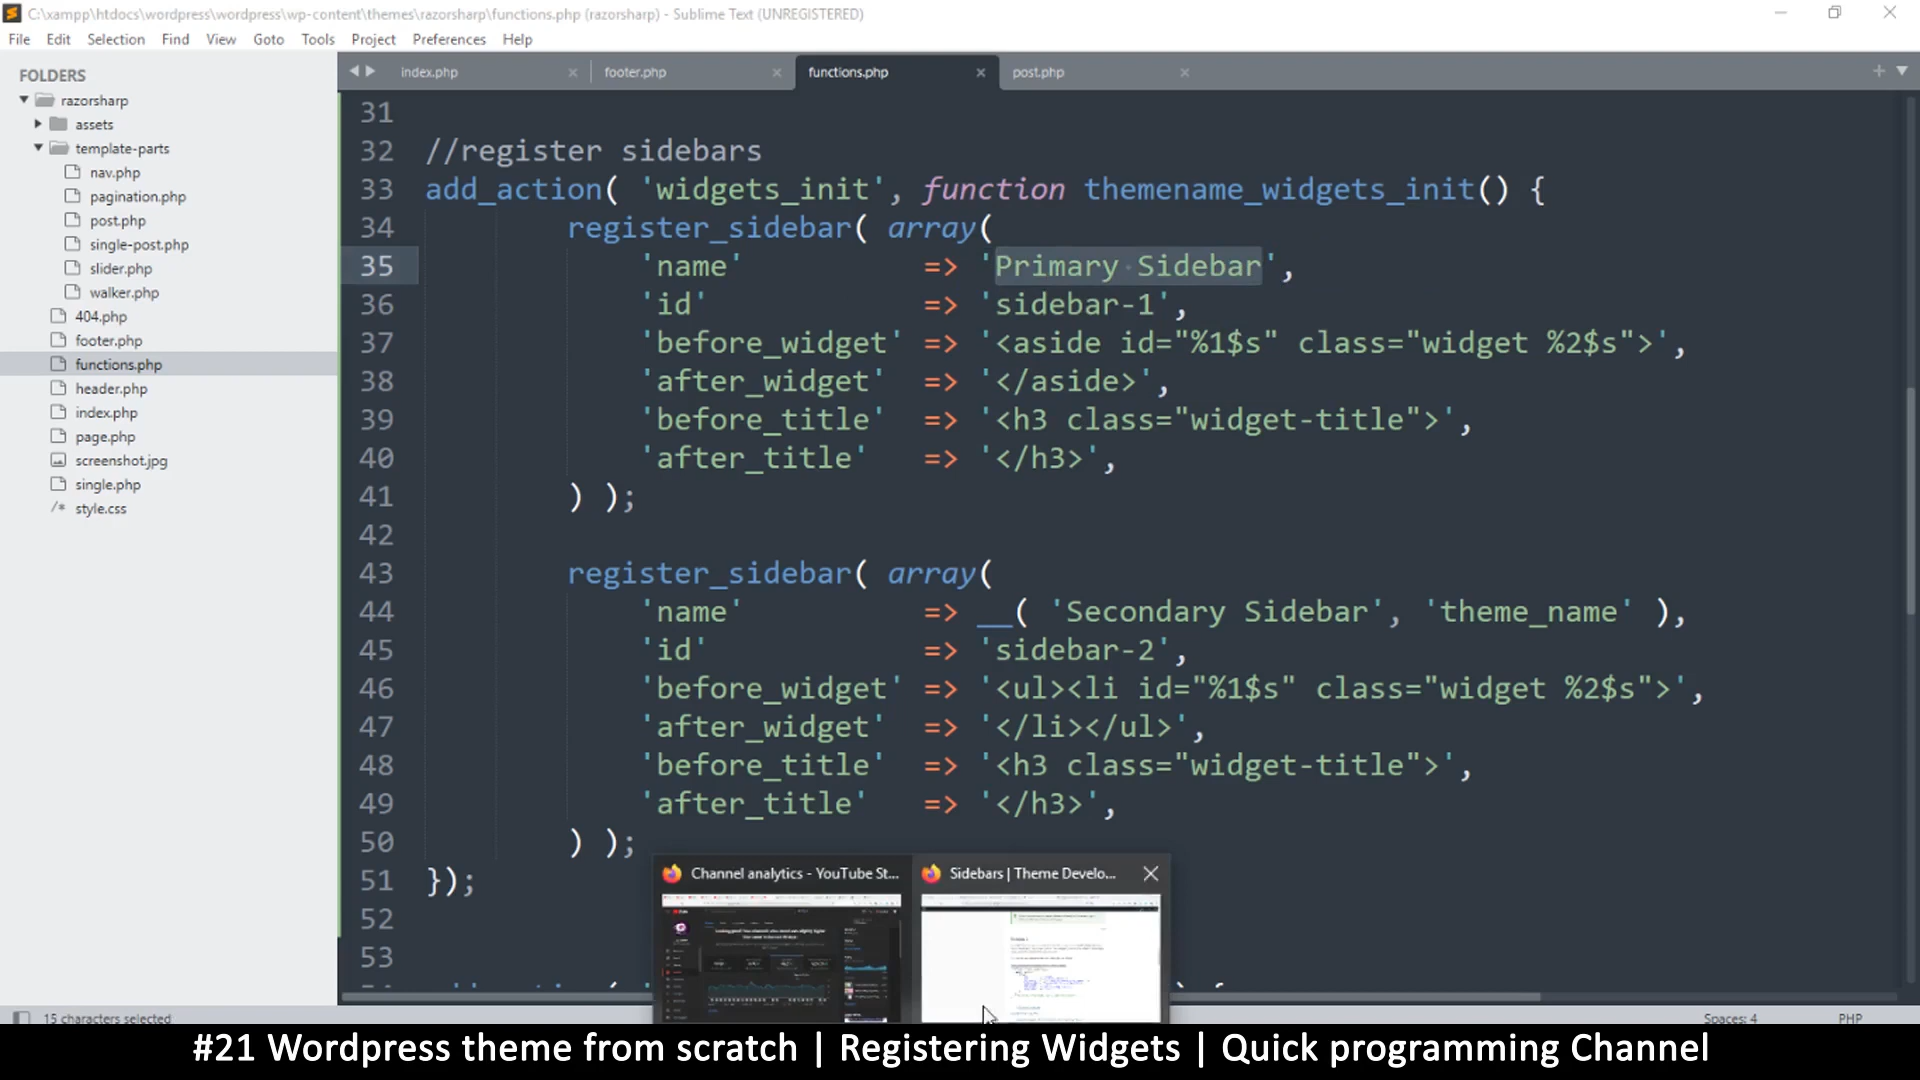 C:\xampp\htdocs\wordpress\wordpress\wp-content\themes\razorsharp\functions.php (razorsharp) - Sublime Text (UNREGISTERED)
File Edit Selection Find View Goto Tools Project Preferences Help
FOLDERS
razorsharp
assets
template-parts
nav.php
pagination.php
post.php
single-post.php
slider.php
walker.php
404.php
footer.php
functions.php
header.php
index.php
page.php
screenshot.jpg
single.php
/* style.css
index.php footer.php functions.php post.php
31
32 //register sidebars
33 add_action( 'widgets_init', function themename_widgets_init() {
34 register_sidebar( array(
35 'name' => 'Primary Sidebar',
36 'id' => 'sidebar-1',
37 'before_widget' => '<aside id="%1$s" class="widget %2$s">',
38 'after_widget' => '</aside>',
39 'before_title' => '<h3 class="widget-title">',
40 'after_title' => '</h3>',
41 ) );
42
43 register_sidebar( array(
44 'name' => __( 'Secondary Sidebar', 'theme_name' ),
45 'id' => 'sidebar-2',
46 'before_widget' => '<ul><li id="%1$s" class="widget %2$s">',
47 'after_widget' => '</li></ul>',
48 'before_title' => '<h3 class="widget-title">',
49 'after_title' => '</h3>',
50 ) );
51 });
52
53
Channel analytics - YouTube St...
Sidebars | Theme Develo...
15 characters selected
Spaces: 4 PHP
#21 Wordpress theme from scratch | Registering Widgets | Quick programming Channel